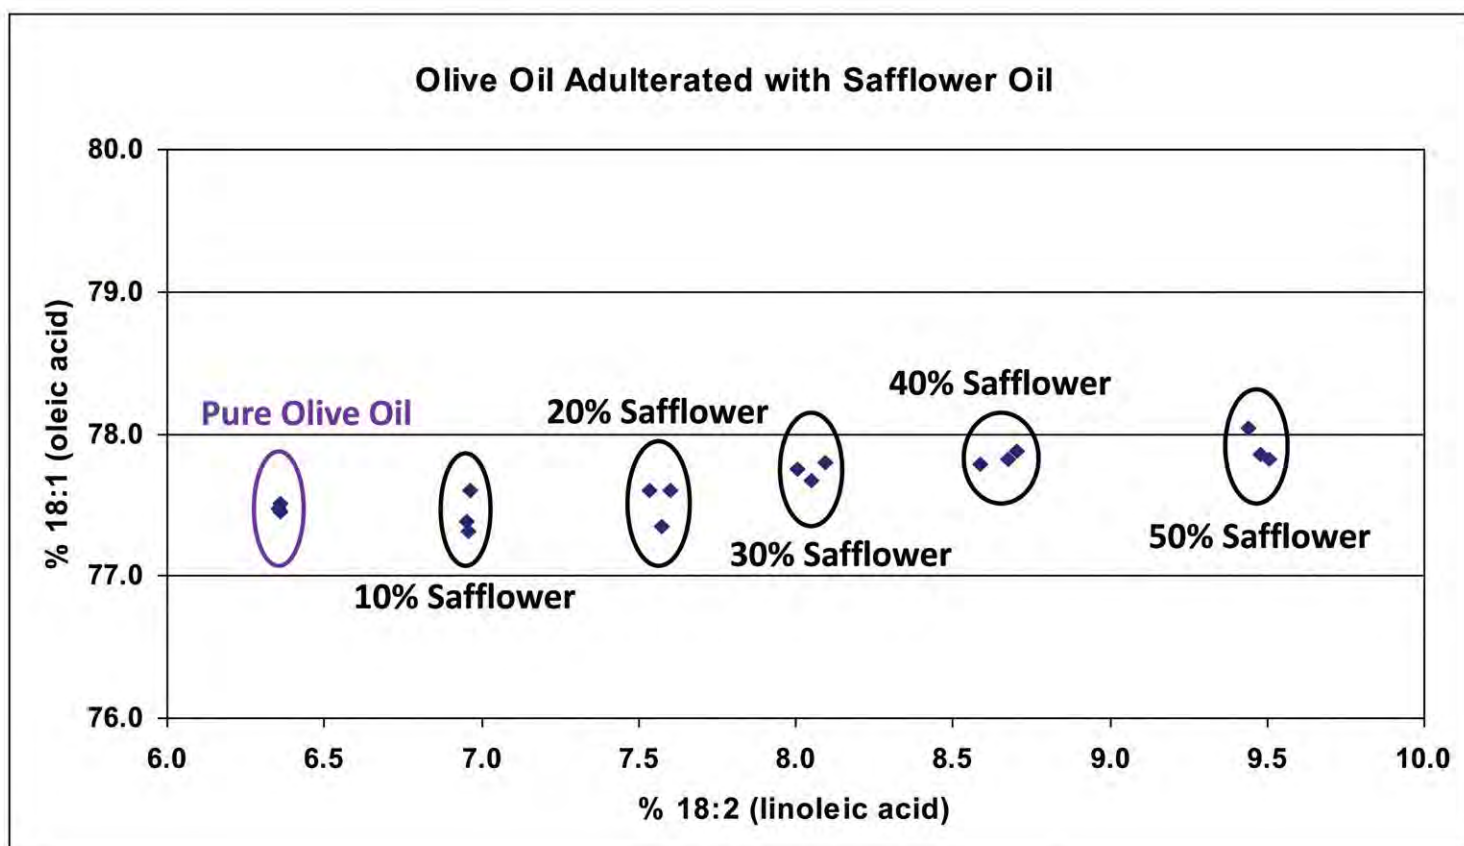 Olive Oil Adulterated with Safflower Oil
80.0
79.0
78.0
77.0
76.0
% 18:1 (oleic acid)
Pure Olive Oil
10% Safflower
20% Safflower
30% Safflower
40% Safflower
50% Safflower
6.0 6.5 7.0 7.5 8.0 8.5 9.0 9.5 10.0
% 18:2 (linoleic acid)